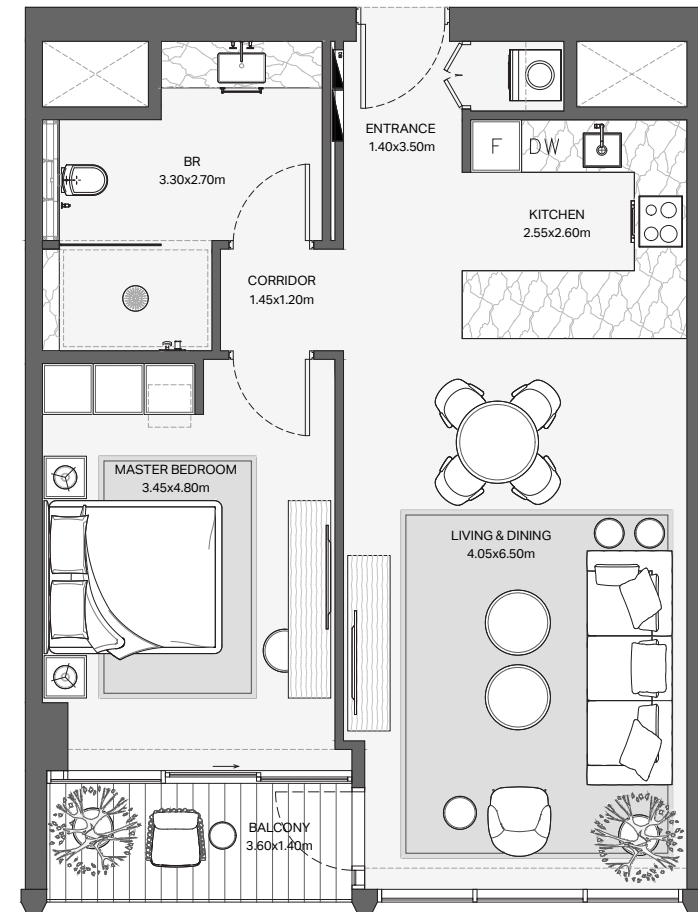 ENTRANCE
1.40x3.50m
F
DW
BR
3.30x2.70m
KITCHEN
2.55x2.60m
CORRIDOR
1.45x1.20m
MASTER BEDROOM
3.45x4.80m
LIVING & DINING
4.05x6.50m
BALCONY
3.60x1.40m